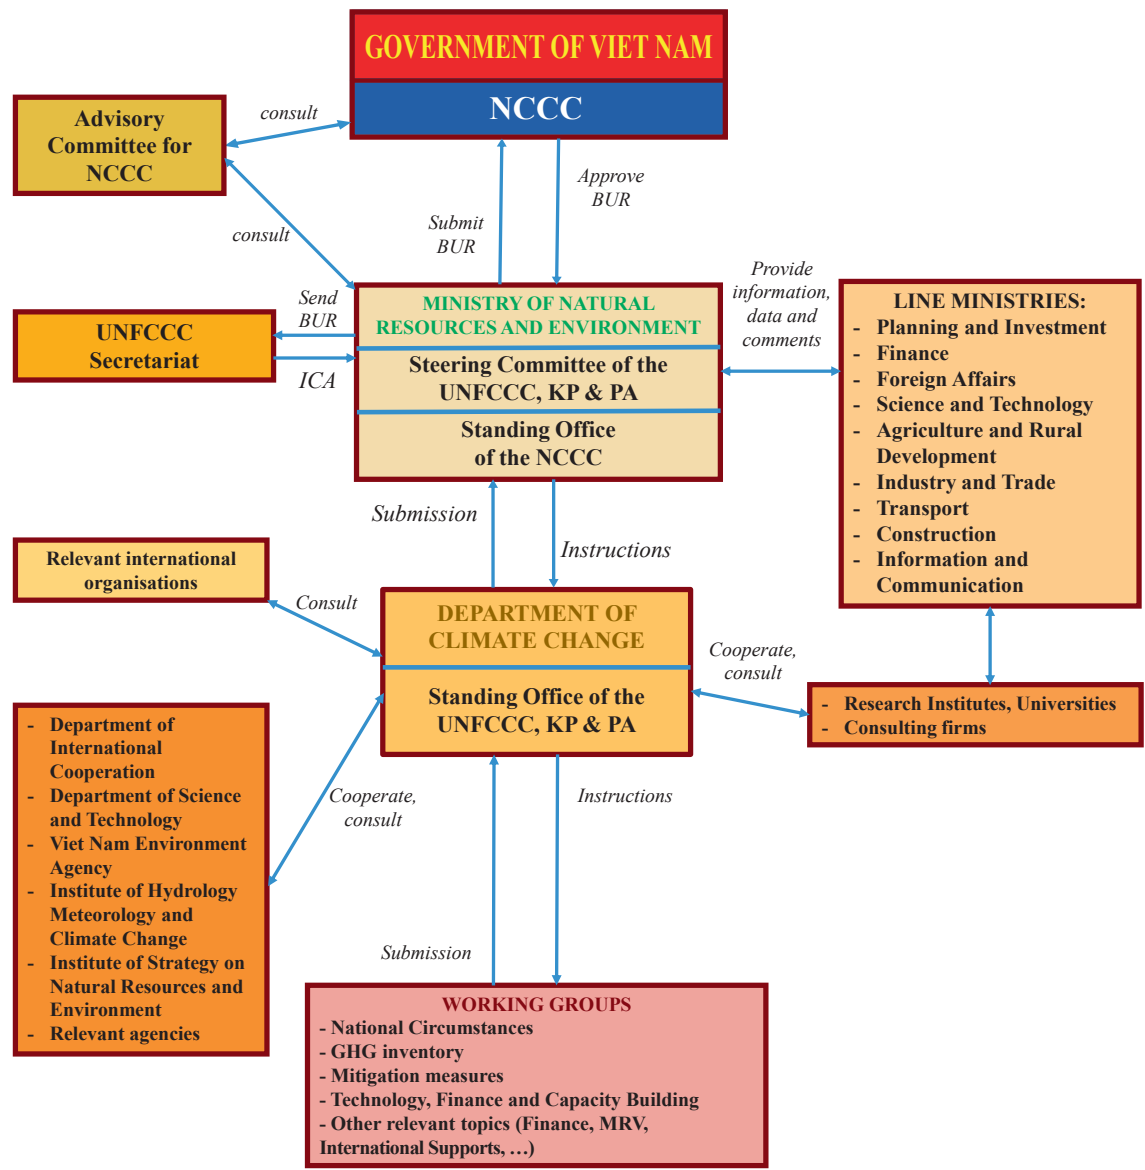 GOVERNMENT OF VIET NAM
NCCC
Advisory
Committee for
NCCC
consult
consult
Submit
BUR
Approve
BUR
Provide
information,
data and
comments
Send
BUR
UNFCCC
Secretariat
ICA
MINISTRY OF NATURAL
RESOURCES AND ENVIRONMENT
Steering Committee of the
UNFCCC, KP & PA
Standing Office
of the NCCC
LINE MINISTRIES:
- Planning and Investment
- Finance
- Foreign Affairs
- Science and Technology
- Agriculture and Rural
Development
- Industry and Trade
- Transport
- Construction
- Information and
Communication
Submission
Instructions
Relevant international
organisations
Consult
DEPARTMENT OF
CLIMATE CHANGE
Standing Office of the
UNFCCC, KP & PA
Cooperate,
consult
- Research Institutes, Universities
- Consulting firms
- Department of
International
Cooperation
- Department of Science
and Technology
- Viet Nam Environment
Agency
- Institute of Hydrology
Meteorology and
Climate Change
- Institute of Strategy on
Natural Resources and
Environment
- Relevant agencies
Cooperate,
consult
Instructions
Submission
WORKING GROUPS
- National Circumstances
- GHG inventory
- Mitigation measures
- Technology, Finance and Capacity Building
- Other relevant topics (Finance, MRV,
International Supports, …)